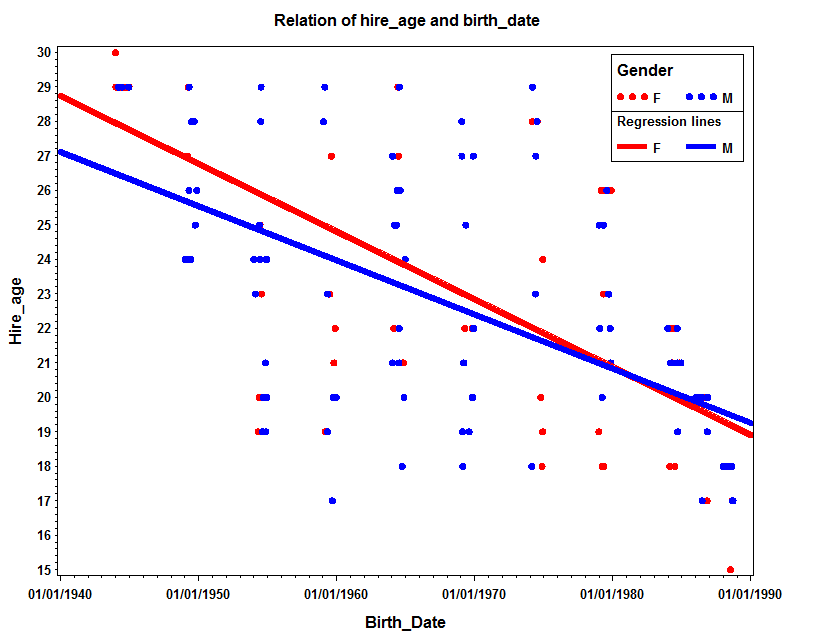 Relation of hire_age and birth_date
Gender
F M
Regression lines
F M
Hire_age
30
29
28
27
26
25
24
23
22
21
20
19
18
17
16
15
01/01/1940 01/01/1950 01/01/1960 01/01/1970 01/01/1980 01/01/1990
Birth_Date